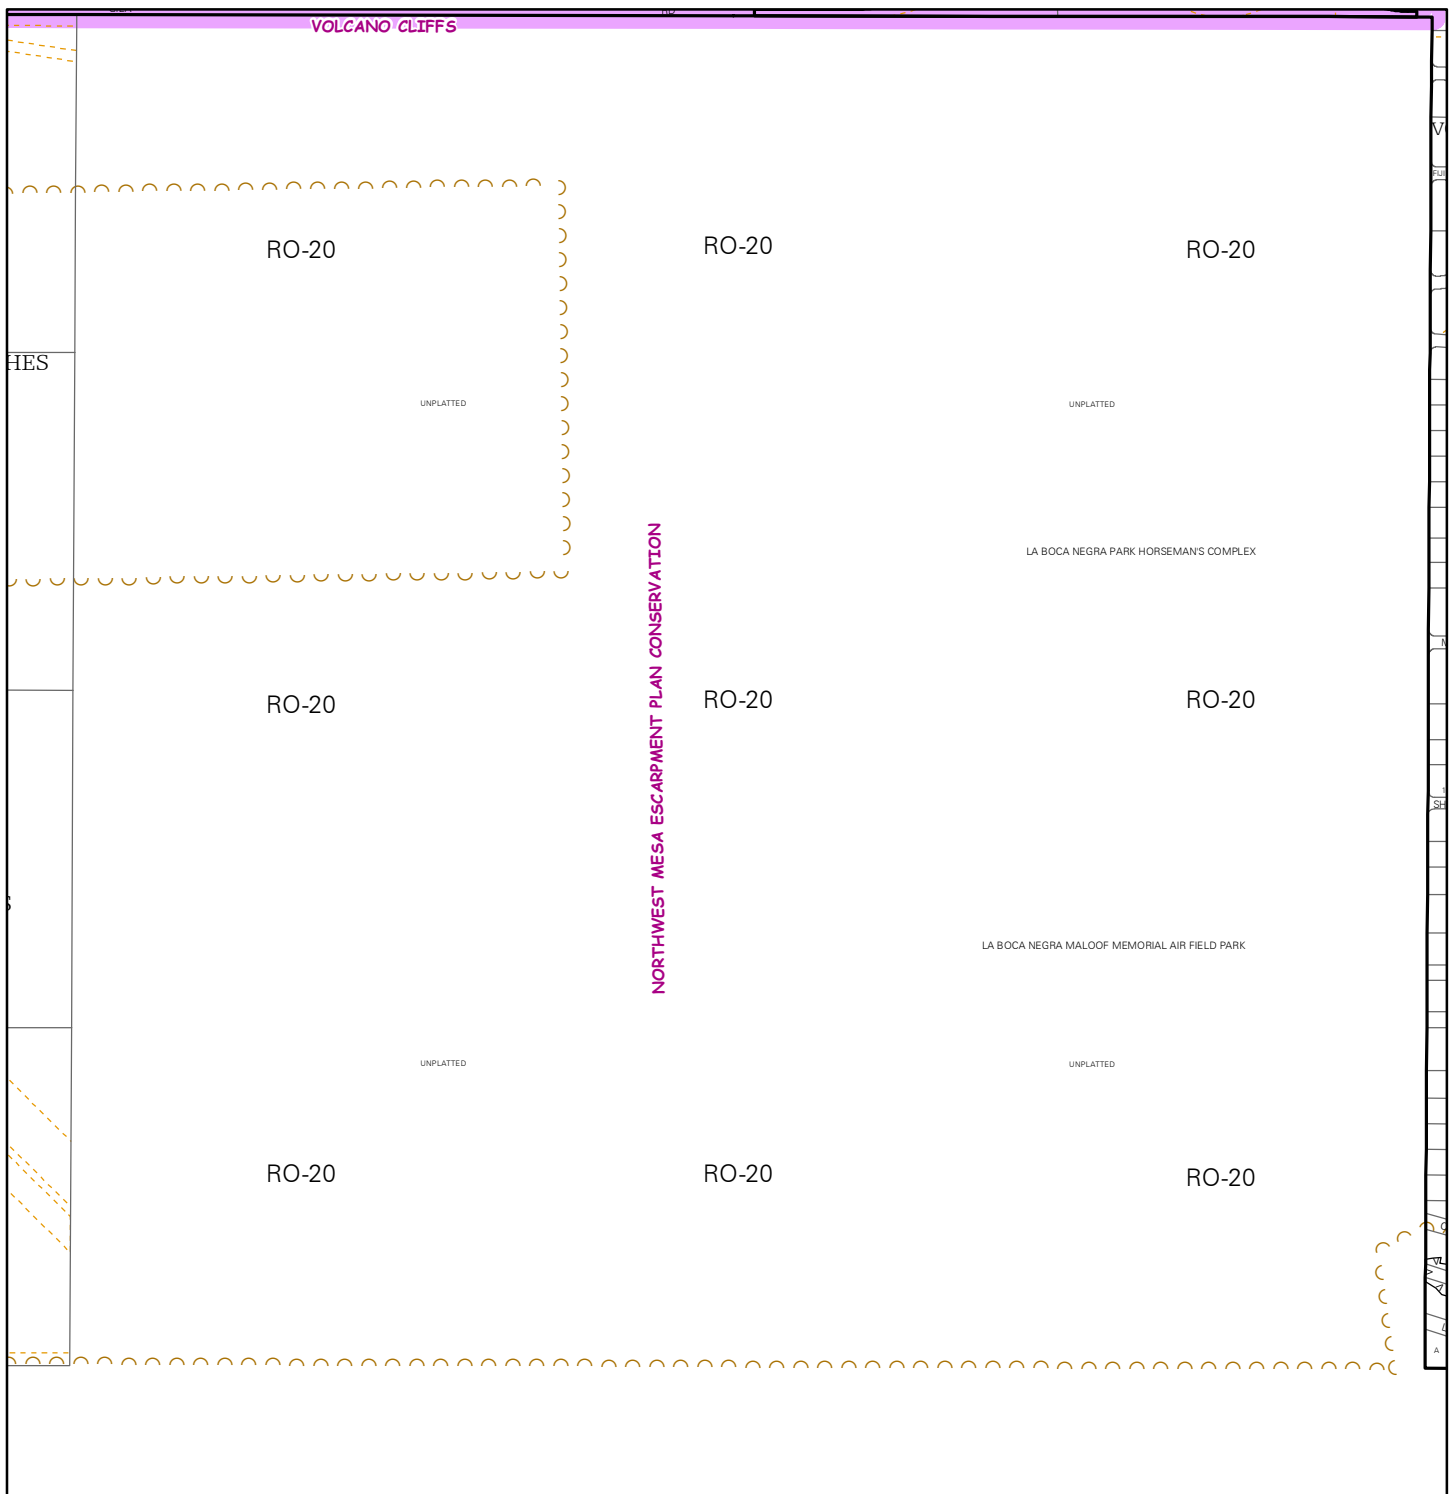 VOLCANO CLIFFS
FIJI
RO-20
RO-20
RO-20
HES
UNPLATTED
UNPLATTED
NORTHWEST MESA ESCARPMENT PLAN CONSERVATION
LA BOCA NEGRA PARK HORSEMAN'S COMPLEX
RO-20
RO-20
RO-20
SH
LA BOCA NEGRA MALOOF MEMORIAL AIR FIELD PARK
UNPLATTED
UNPLATTED
RO-20
RO-20
RO-20
A